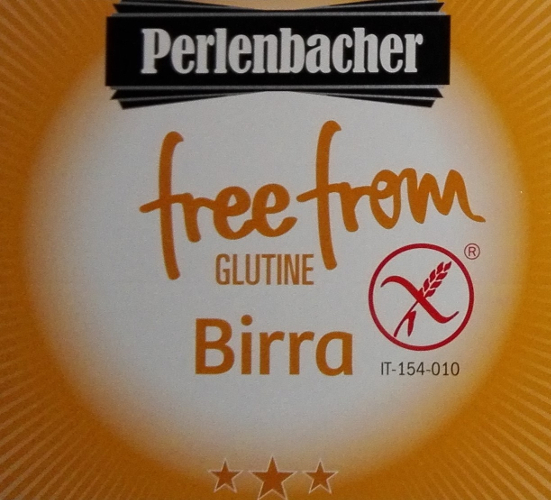 Perlenbacher
free from
GLUTINE
®
Birra
IT-154-010